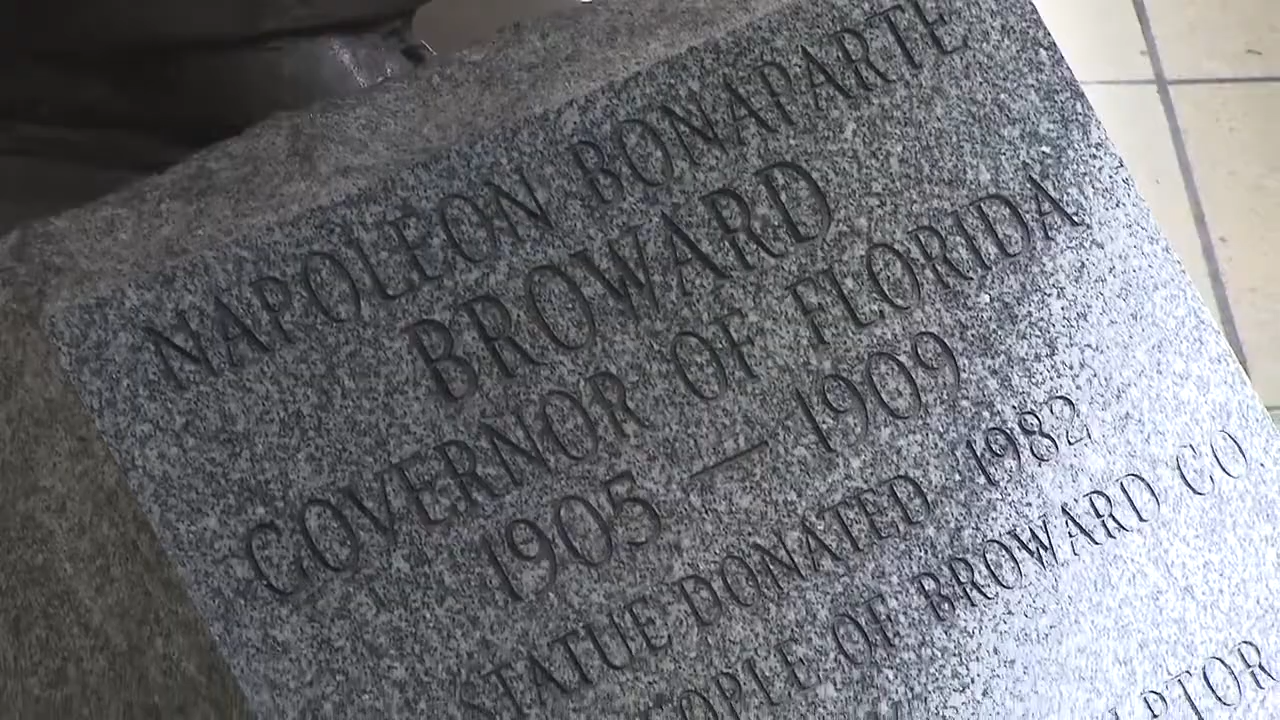 NAPOLEON BONAPARTE
BROWARD
GOVERNOR OF FLORIDA
1905 — 1909
STATUE DONATED 1982
OF BROWARD CO